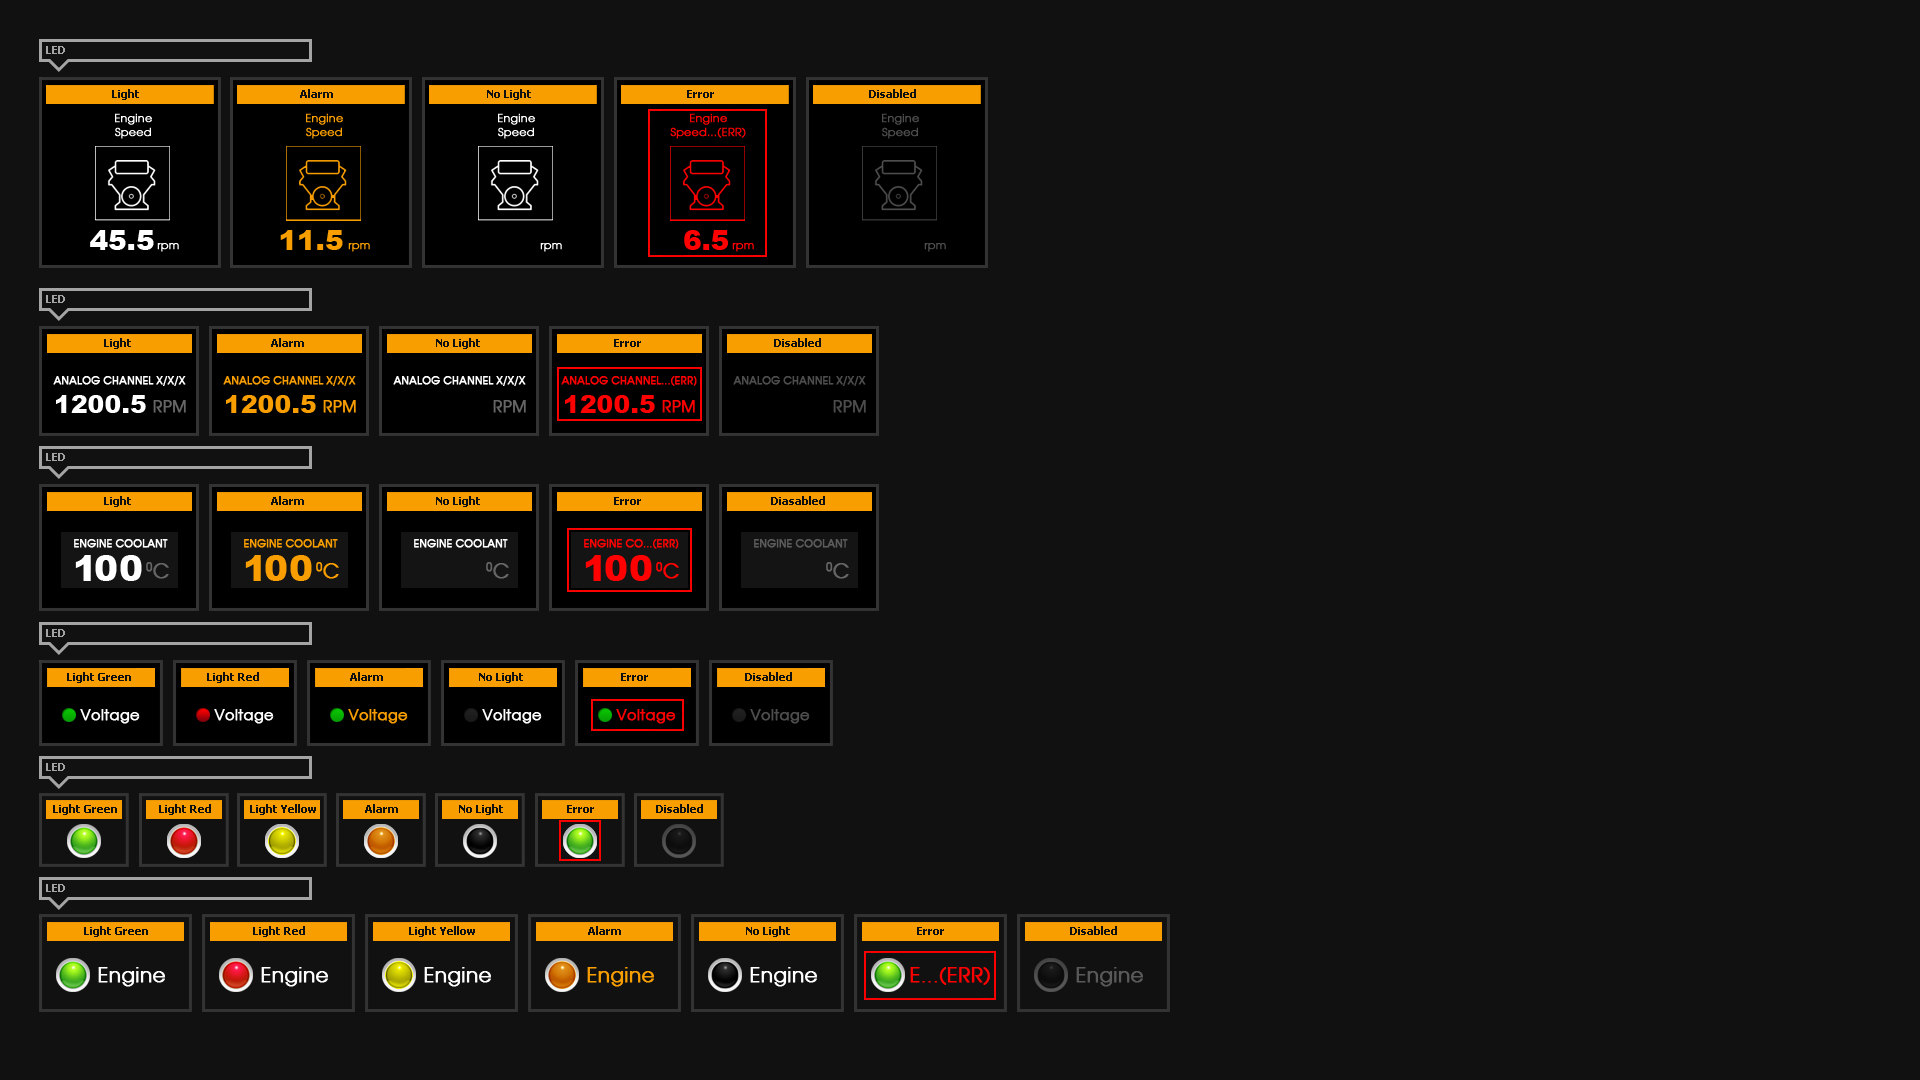 LED
Light
Alarm
No Light
Error
Disabled
Engine
Speed
Engine
Speed
Engine
Speed
Engine
Speed...(ERR)
Engine
Speed
45.5 rpm
11.5 rpm
rpm
6.5 rpm
rpm
LED
Light
Alarm
No Light
Error
Disabled
ANALOG CHANNEL X/X/X
ANALOG CHANNEL X/X/X
ANALOG CHANNEL X/X/X
ANALOG CHANNEL...(ERR)
ANALOG CHANNEL X/X/X
1200.5 RPM
1200.5 RPM
RPM
1200.5 RPM
RPM
LED
Light
Alarm
No Light
Error
Diasabled
ENGINE COOLANT
ENGINE COOLANT
ENGINE COOLANT
ENGINE CO...(ERR)
ENGINE COOLANT
100 ⁰C
100 ⁰C
⁰C
100 ⁰C
⁰C
LED
Light Green
Light Red
Alarm
No Light
Error
Disabled
Voltage
Voltage
Voltage
Voltage
Voltage
Voltage
LED
Light Green
Light Red
Light Yellow
Alarm
No Light
Error
Disabled
LED
Light Green
Light Red
Light Yellow
Alarm
No Light
Error
Disabled
Engine
Engine
Engine
Engine
Engine
E...(ERR)
Engine